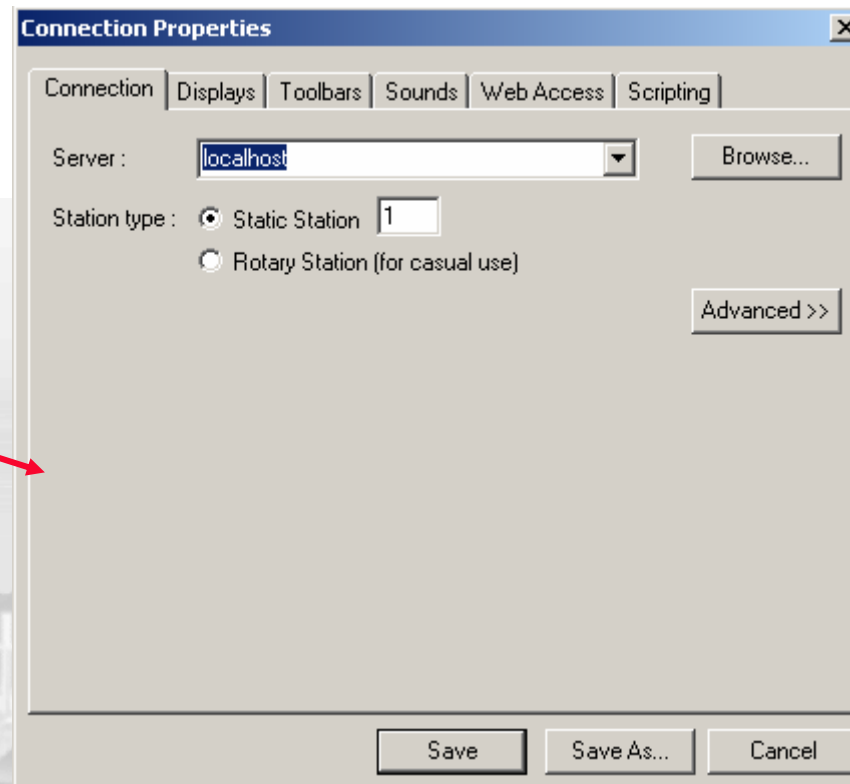 Connection Properties
Connection Displays Toolbars Sounds Web Access Scripting
Server : localhost Browse...
Station type : Static Station 1
Rotary Station (for casual use)
Advanced >>
Save Save As... Cancel